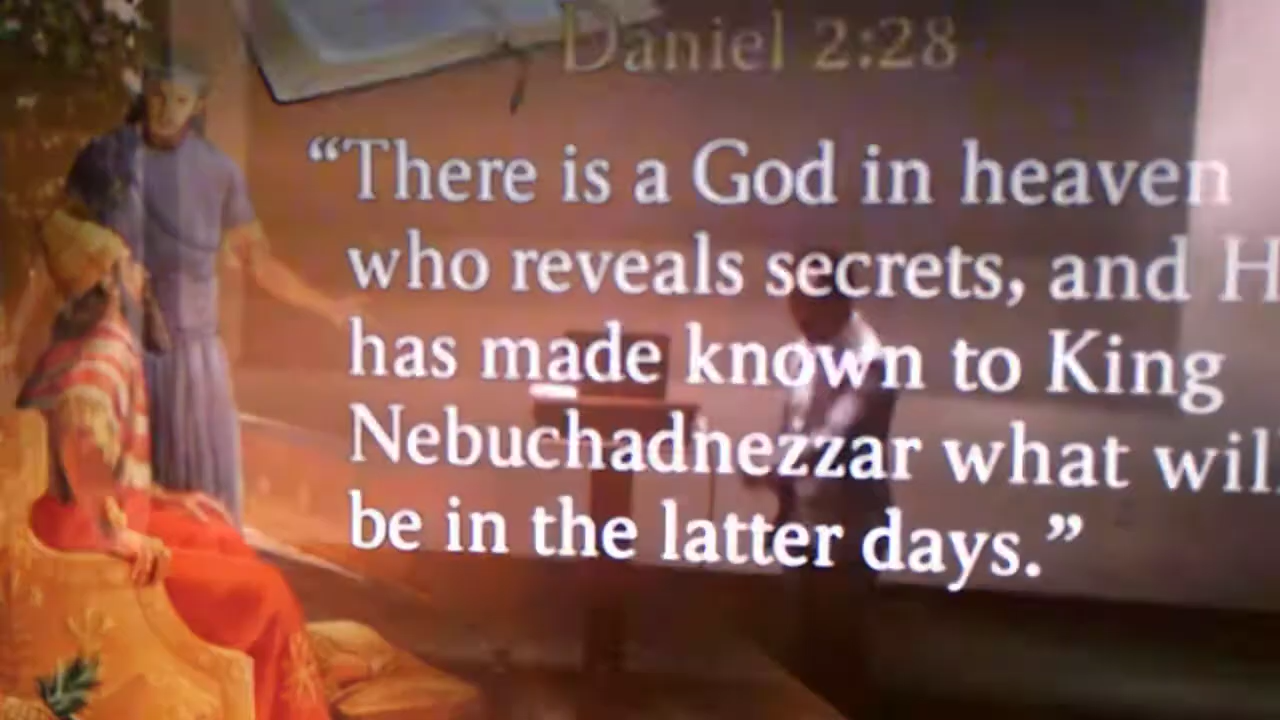 Daniel 2:28
“There is a God in heaven
who reveals secrets, and H
has made known to King
Nebuchadnezzar what will
be in the latter days.”